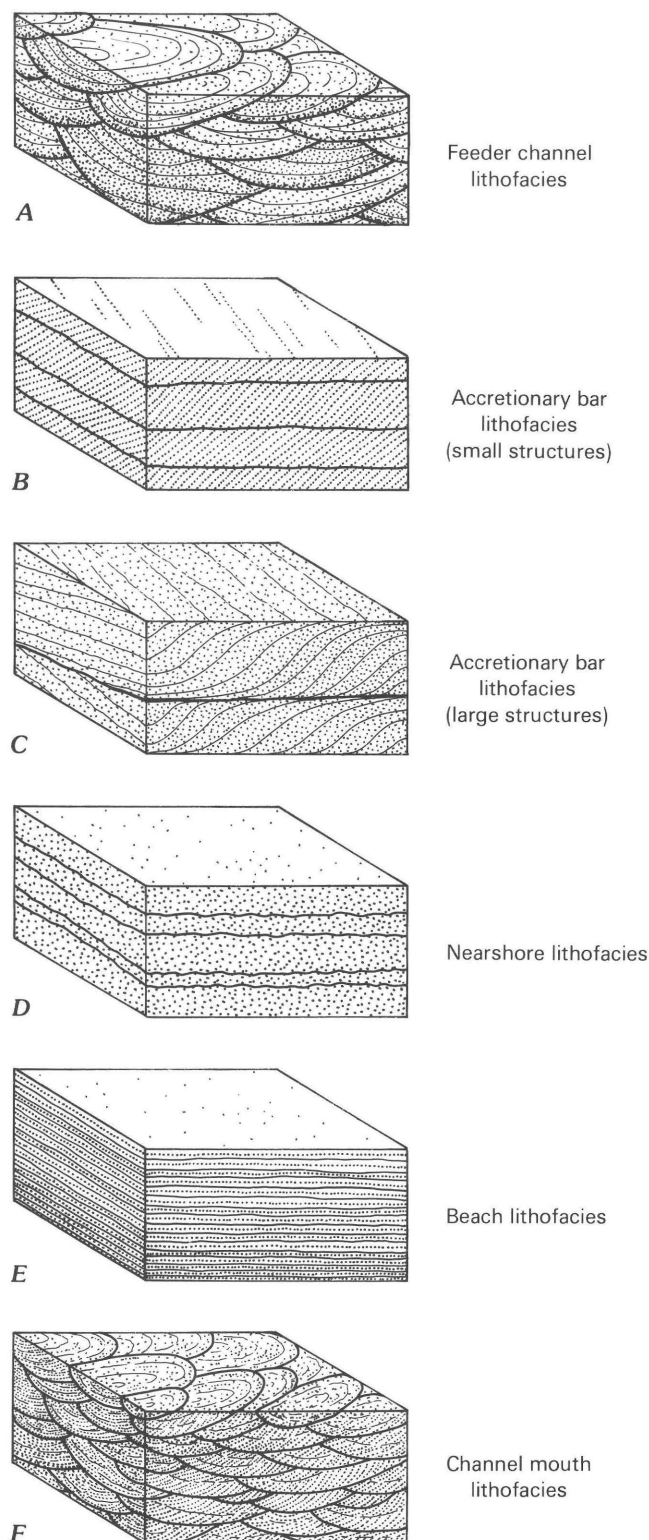 Feeder channel
lithofacies
A
Accretionary bar
lithofacies
(small structures)
B
Accretionary bar
lithofacies
(large structures)
C
Nearshore lithofacies
D
Beach lithofacies
E
Channel mouth
lithofacies
F